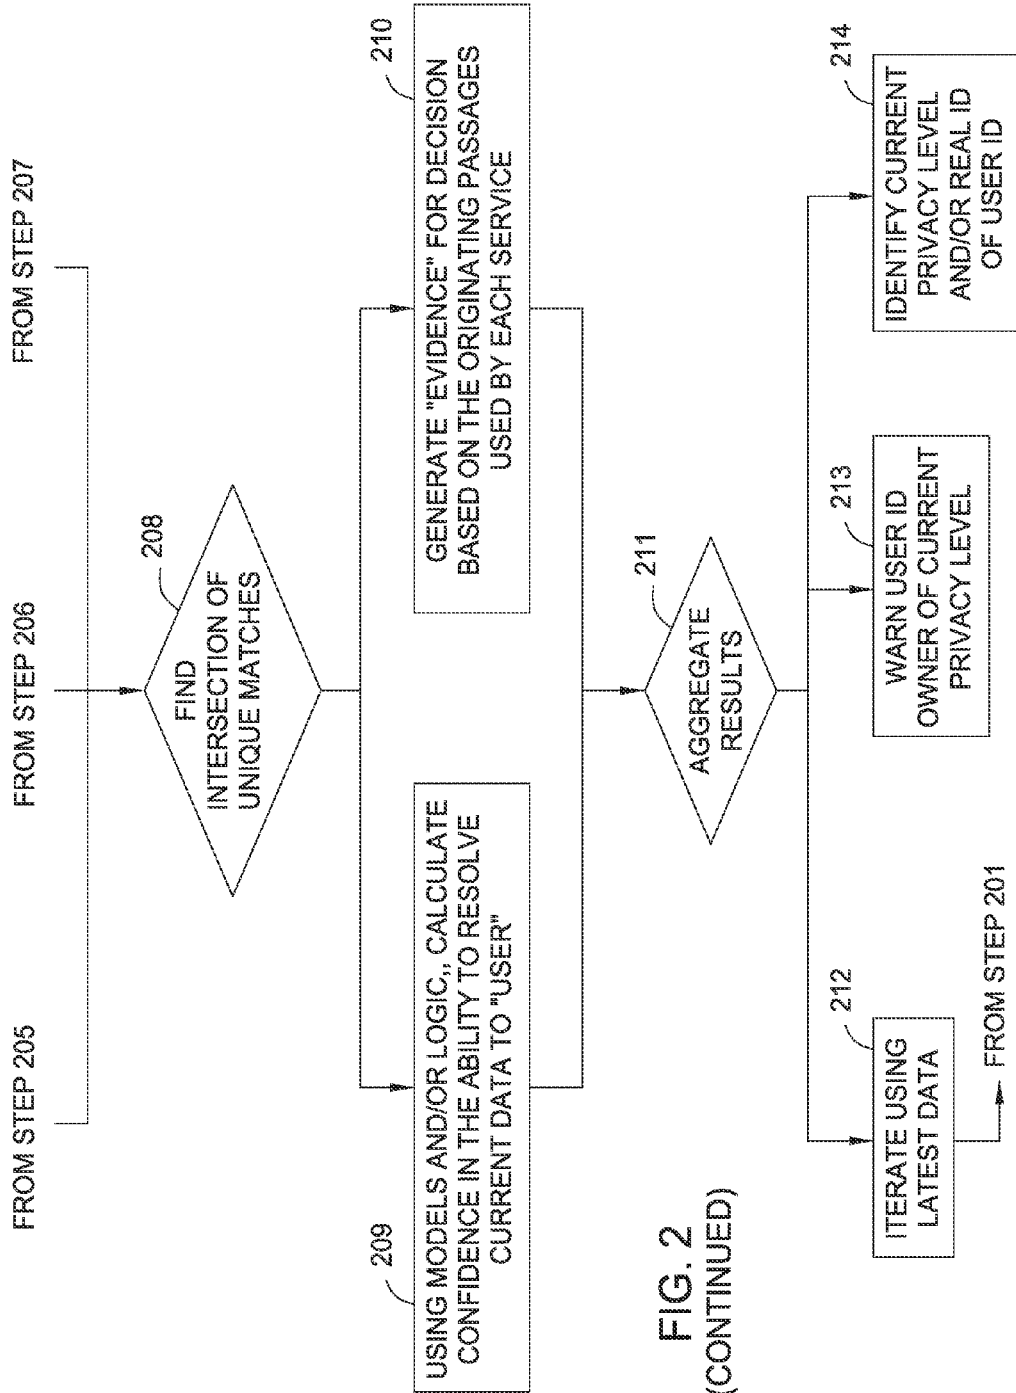 FROM STEP 205
FROM STEP 206
FROM STEP 207
208
FIND
INTERSECTION OF
UNIQUE MATCHES
209
USING MODELS AND/OR LOGIC,, CALCULATE
CONFIDENCE IN THE ABILITY TO RESOLVE
CURRENT DATA TO "USER"
210
GENERATE "EVIDENCE" FOR DECISION
BASED ON THE ORIGINATING PASSAGES
USED BY EACH SERVICE
211
AGGREGATE
RESULTS
212
ITERATE USING
LATEST DATA
FROM STEP 201
213
WARN USER ID
OWNER OF CURRENT
PRIVACY LEVEL
214
IDENTIFY CURRENT
PRIVACY LEVEL
AND/OR REAL ID
OF USER ID
FIG. 2
(CONTINUED)